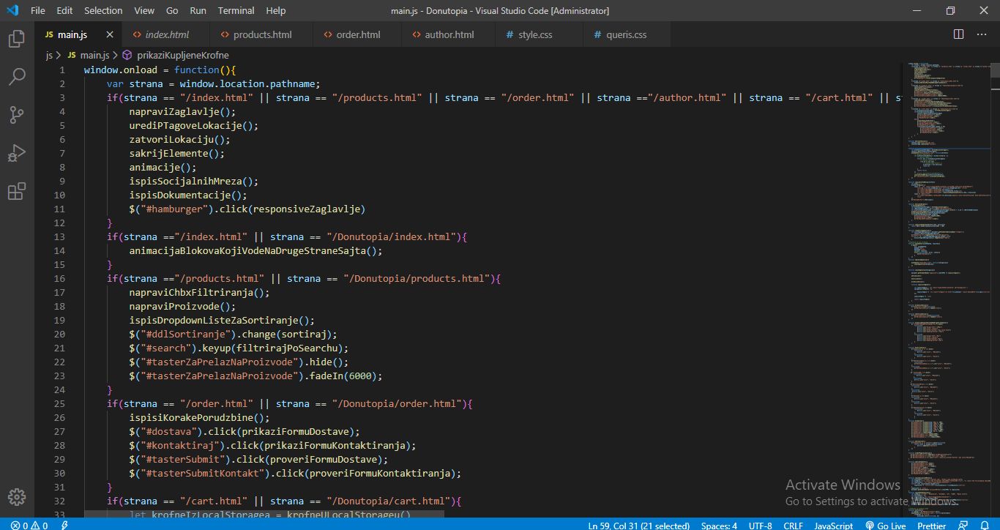 File Edit Selection View Go Run Terminal Help main.js - Donutopia - Visual Studio Code [Administrator]
JS main.js index.html products.html order.html author.html # style.css # queris.css
js > JS main.js > prikaziKupljeneKrofne
1 window.onload = function(){
2 var strana = window.location.pathname;
3 if(strana == "/index.html" || strana == "/products.html" || strana == "/order.html" || strana =="/author.html" || strana == "/cart.html" || st
4 napraviZaglavlje();
5 urediPTagoveLokacije();
6 zatvoriLokaciju();
7 sakrijElemente();
8 animacije();
9 ispisSocijalnihMreza();
10 ispisDokumentacije();
11 $("#hamburger").click(responsiveZaglavlje)
12 }
13 if(strana =="/index.html" || strana == "/Donutopia/index.html"){
14 animacijaBlokovaKojiVodeNaDrugeStraneSajta();
15 }
16 if(strana =="/products.html" || strana == "/Donutopia/products.html"){
17 napraviChbxFiltriranja();
18 napraviProizvode();
19 ispisDropdownListeZaSortiranje();
20 $("#ddlSortiranje").change(sortiraj);
21 $("#search").keyup(filtrirajPoSearchu);
22 $("#tasterZaPrelazNaProizvode").hide();
23 $("#tasterZaPrelazNaProizvode").fadeIn(6000);
24 }
25 if(strana == "/order.html" || strana == "/Donutopia/order.html"){
26 ispisiKorakePorudzbine();
27 $("#dostava").click(prikaziFormuDostave);
28 $("#kontaktiraj").click(prikaziFormuKontaktiranja);
29 $("#tasterSubmit").click(proveriFormuDostave);
30 $("#tasterSubmitKontakt").click(proveriFormuKontaktiranja);
31 }
32 if(strana == "/cart.html" || strana == "/Donutopia/cart.html"){
33 let krofneIzLocalStoragea = krofneULocalStorageu()
Activate Windows
Go to Settings to activate Windows.
0 0 Ln 59, Col 31 (21 selected) Spaces: 4 UTF-8 CRLF JavaScript Go Live Prettier